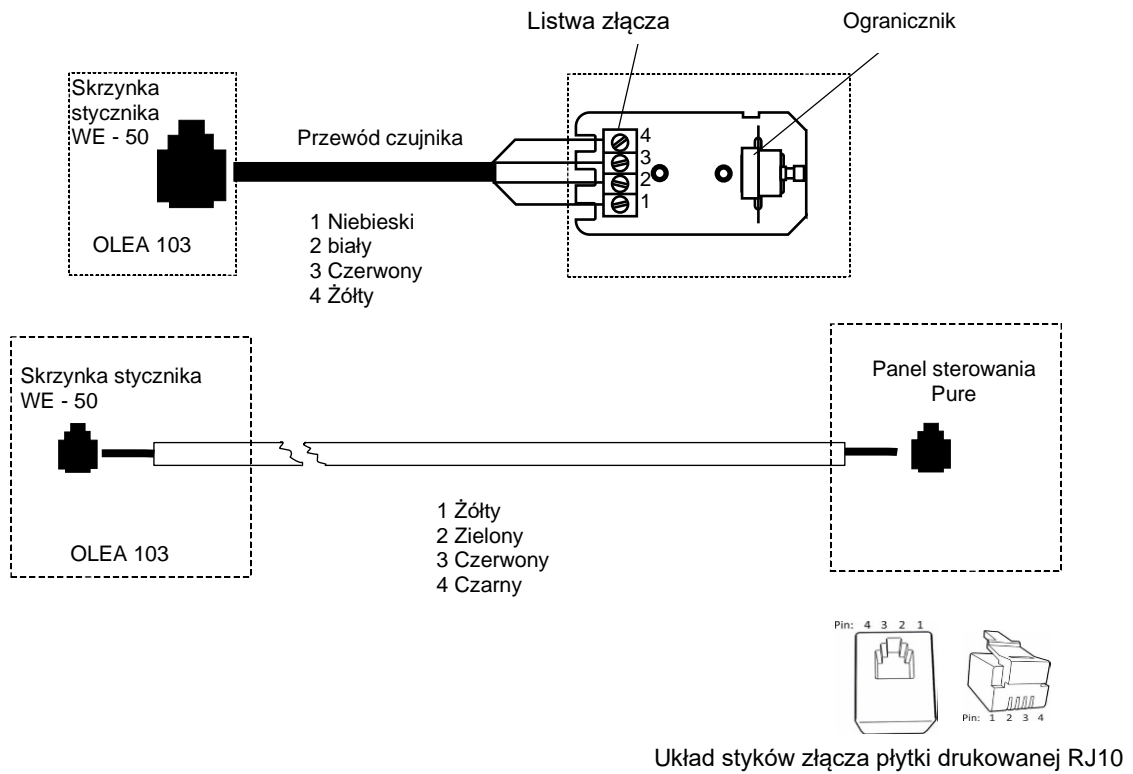 Listwa złącza
Ogranicznik
Skrzynka
stycznika
WE - 50
Przewód czujnika
4
3
2
1
OLEA 103
1 Niebieski
2 biały
3 Czerwony
4 Żółty
Skrzynka stycznika
WE - 50
Panel sterowania
Pure
1 Żółty
2 Zielony
3 Czerwony
4 Czarny
OLEA 103
Pin: 4 3 2 1
Pin: 1 2 3 4
Układ styków złącza płytki drukowanej RJ10